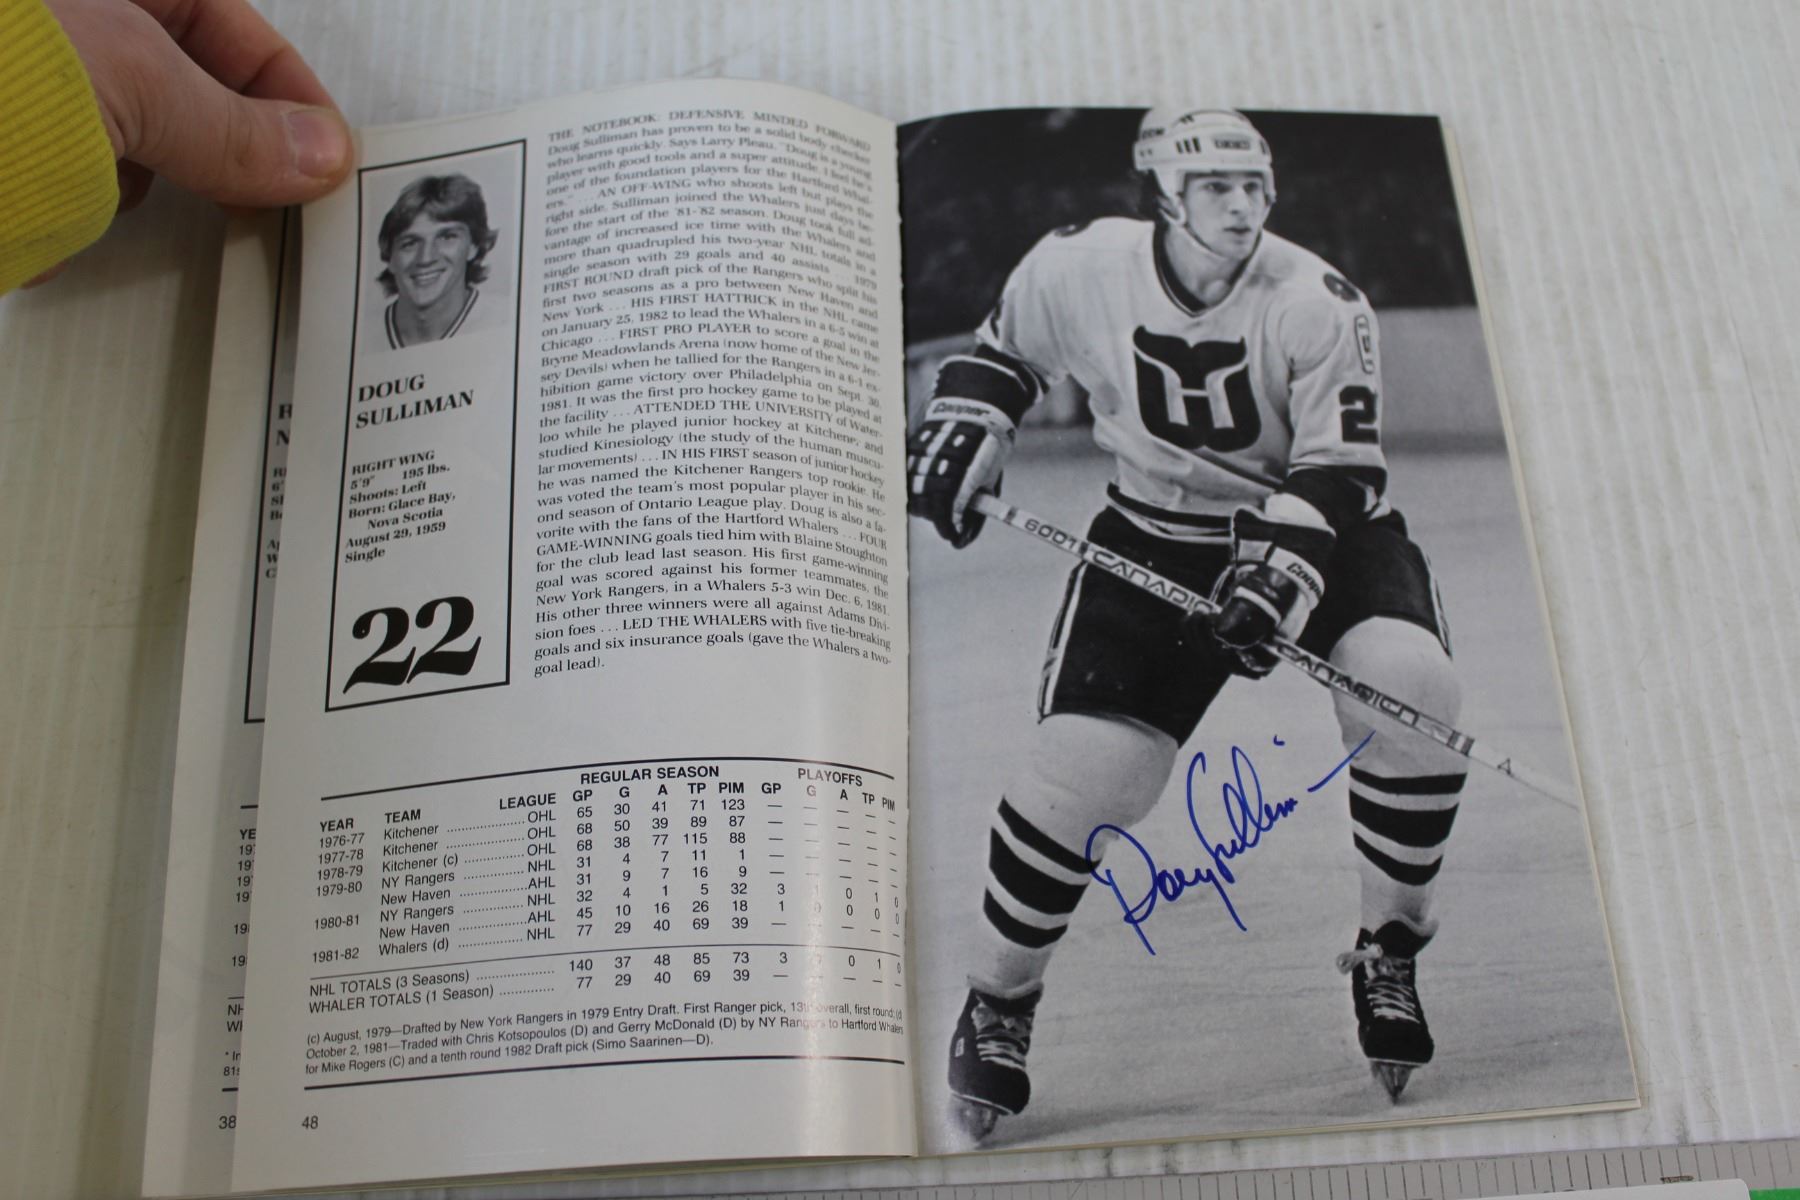 THE NOTEBOOK: DEFENSIVE MINDED FORWARD
Doug Sulliman has proven to be a solid body checker
who learns quickly. Says Larry Pleau, "Doug is a young
player with good tools and a super attitude. I feel he's
one of the foundation players for the Hartford Whal-
ers." . . . AN OFF-WING who shoots left but plays the
right side, Sulliman joined the Whalers just days be-
fore the start of the '81-'82 season. Doug took full ad-
vantage of increased ice time with the Whalers and
more than quadrupled his two-year NHL totals in a
single season with 29 goals and 40 assists . . . 1979
FIRST ROUND draft pick of the Rangers who split his
first two seasons as a pro between New Haven and
New York . . . HIS FIRST HATTRICK in the NHL came
on January 25, 1982 to lead the Whalers in a 6-5 win at
Chicago . . . FIRST PRO PLAYER to score a goal in the
Bryne Meadowlands Arena (now home of the New Jer-
sey Devils) when he tallied for the Rangers in a 6-1 ex-
hibition game victory over Philadelphia on Sept. 30,
1981. It was the first pro hockey game to be played at
the facility . . . ATTENDED THE UNIVERSITY of Water-
loo while he played junior hockey at Kitchener, and
studied Kinesiology (the study of the human muscu-
lar movements) . . . IN HIS FIRST season of junior hockey
he was named the Kitchener Rangers top rookie. He
was voted the team's most popular player in his sec-
ond season of Ontario League play. Doug is also a fa-
vorite with the fans of the Hartford Whalers . . . FOUR
GAME-WINNING goals tied him with Blaine Stoughton
for the club lead last season. His first game-winning
goal was scored against his former teammates, the
New York Rangers, in a Whalers 5-3 win Dec. 6, 1981.
His other three winners were all against Adams Divi-
sion foes . . . LED THE WHALERS with five tie-breaking
goals and six insurance goals (gave the Whalers a two-
goal lead).
DOUG
SULLIMAN
RIGHT WING
5'9" 195 lbs.
Shoots: Left
Born: Glace Bay,
Nova Scotia
August 29, 1959
Single
22
REGULAR SEASON PLAYOFFS
YEAR TEAM LEAGUE GP G A TP PIM GP G A TP PIM
1976-77 Kitchener OHL 65 30 41 71 123 — — — — —
1977-78 Kitchener OHL 68 50 39 89 87 — — — — —
1978-79 Kitchener (c) OHL 68 38 77 115 88 — — — — —
1979-80 NY Rangers NHL 31 4 7 11 1 — — — — —
New Haven AHL 31 9 7 16 9 — — — — —
1980-81 NY Rangers NHL 32 4 1 5 32 3 1 0 1 0
New Haven AHL 45 10 16 26 18 1 0 0 0 0
1981-82 Whalers (d) NHL 77 29 40 69 39 — — — — —
NHL TOTALS (3 Seasons) 140 37 48 85 73 3 0 1 0
WHALER TOTALS (1 Season) 77 29 40 69 39 — — — — —
(c) August, 1979—Drafted by New York Rangers in 1979 Entry Draft. First Ranger pick, 13th overall, first round; (d)
October 2, 1981—Traded with Chris Kotsopoulos (D) and Gerry McDonald (D) by NY Rangers to Hartford Whalers
for Mike Rogers (C) and a tenth round 1982 Draft pick (Simo Saarinen—D).
48
38
CCM
Cooper
2
6001 CANADIEN
Cooper
CANADIEN
Doug Sulliman